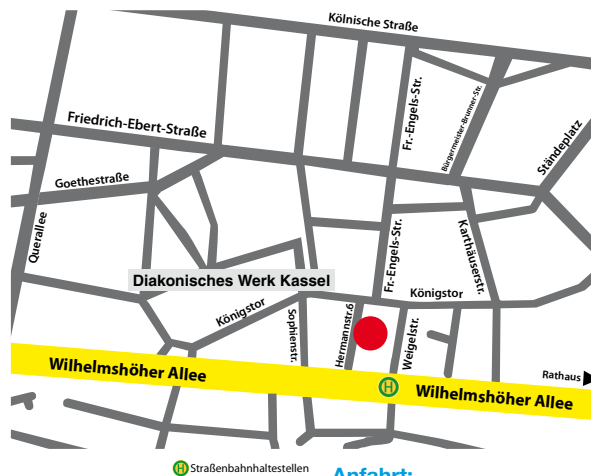 Kölnische Straße
Fr.-Engels-Str.
Bürgermeister-Brunner-Str.
Ständeplatz
Friedrich-Ebert-Straße
Goethestraße
Querallee
Fr.-Engels-Str.
Karthäuserstr.
Diakonisches Werk Kassel
Königstor
Königstor
Sophienstr.
Hermannstr.6
Weigelstr.
Wilhelmshöher Allee
Rathaus
H
Wilhelmshöher Allee
H Straßenbahnhaltestellen
Anfahrt: